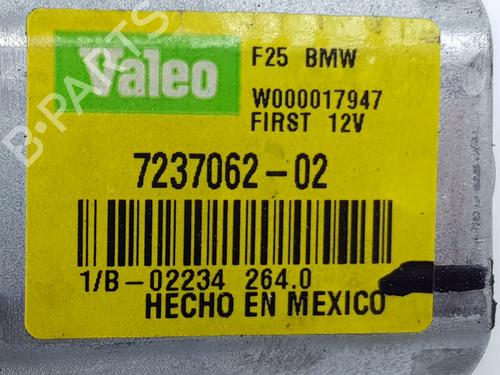 B-PARTS
Valeo
F25 BMW
W000017947
FIRST 12V
7237062-02
1/B-02234 264.0
HECHO EN MEXICO